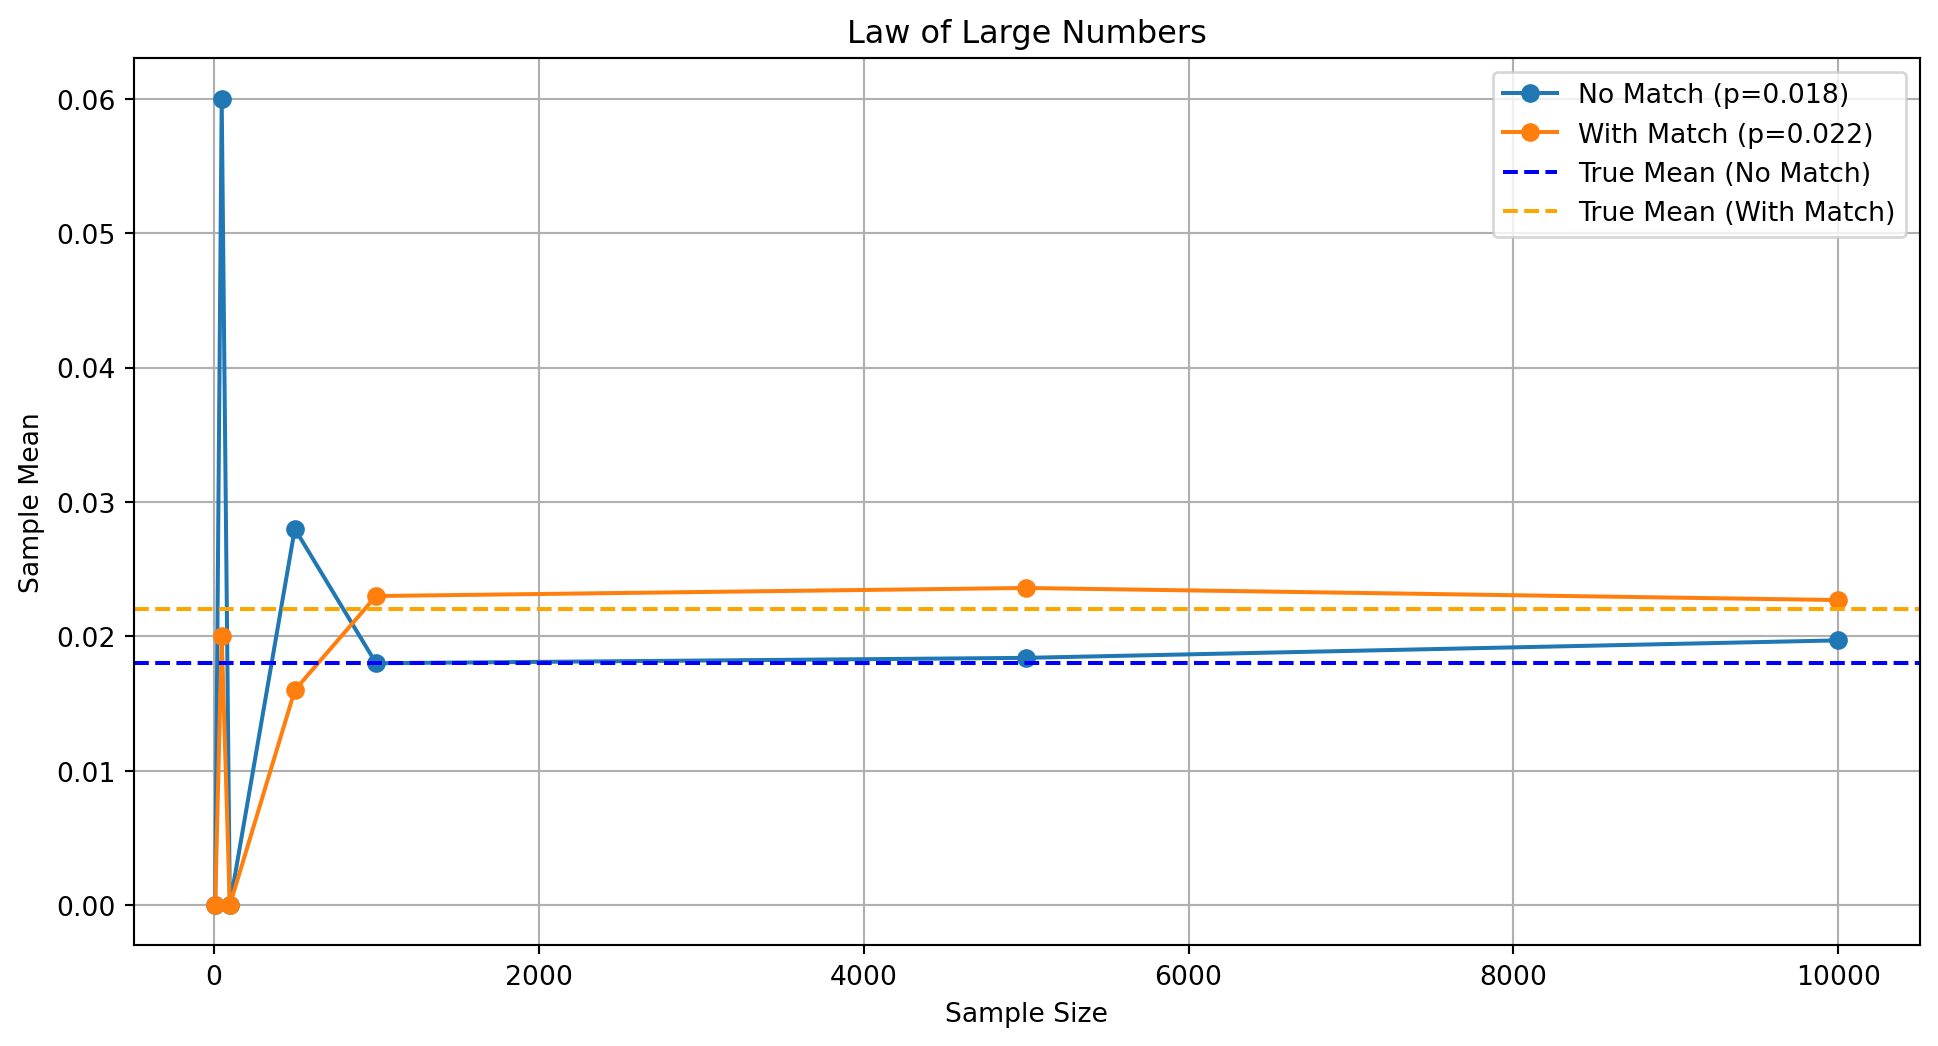 Law of Large Numbers
No Match (p=0.018)
With Match (p=0.022)
True Mean (No Match)
True Mean (With Match)
Sample Mean
0.06
0.05
0.04
0.03
0.02
0.01
0.00
0
2000
4000
6000
8000
10000
Sample Size